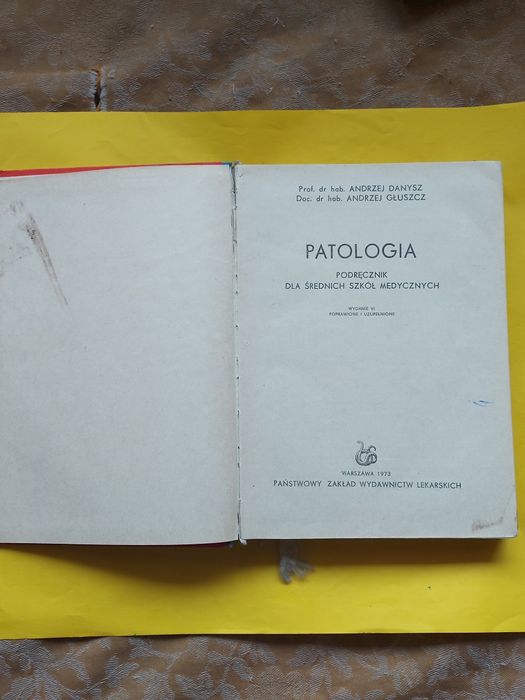 Prof. dr hab. ANDRZEJ DANYSZ
Doc. dr hab. ANDRZEJ GŁUSZCZ
PATOLOGIA
PODRĘCZNIK
DLA ŚREDNICH SZKÓŁ MEDYCZNYCH
WYDANIE VI
POPRAWIONE I UZUPEŁNIONE
WARSZAWA 1973
PAŃSTWOWY ZAKŁAD WYDAWNICTW LEKARSKICH